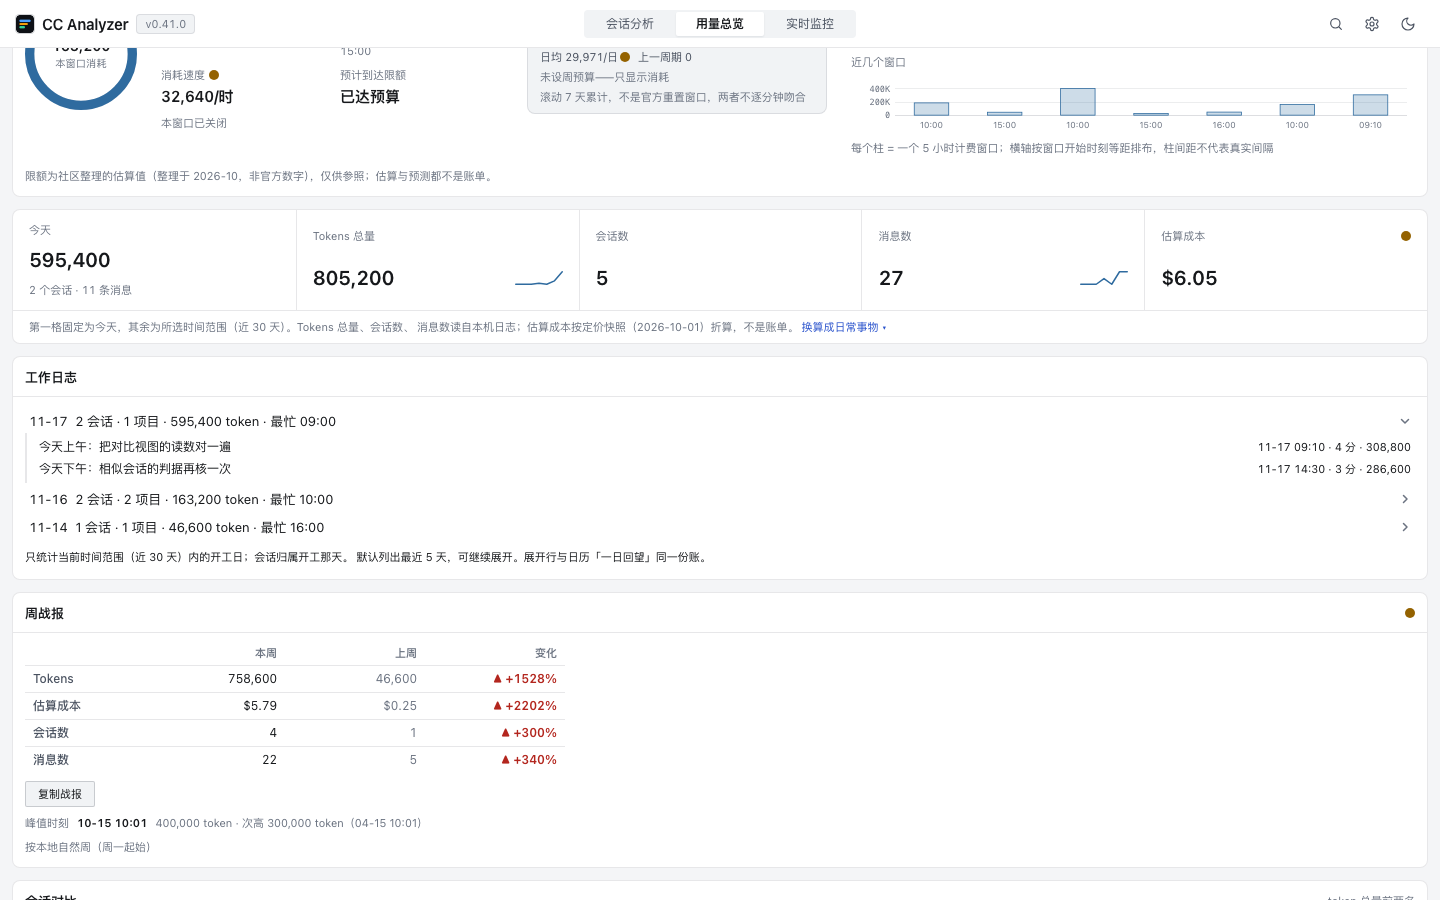 CC Analyzer v0.41.0
会话分析 用量总览 实时监控
本窗口消耗
15:00
消耗速度
32,640/时
本窗口已关闭
预计到达限额
已达预算
日均 29,971/日 上一周期 0
未设周预算——只显示消耗
滚动 7 天累计，不是官方重置窗口，两者不逐分钟吻合
近几个窗口
400K
200K
0
10:00 15:00 10:00 15:00 16:00 10:00 09:10
每个柱 = 一个 5 小时计费窗口；横轴按窗口开始时刻等距排布，柱间距不代表真实间隔
限额为社区整理的估算值（整理于 2026-10，非官方数字），仅供参照；估算与预测都不是账单。
今天
595,400
2 个会话 · 11 条消息
Tokens 总量
805,200
会话数
5
消息数
27
估算成本
$6.05
第一格固定为今天，其余为所选时间范围（近 30 天）。Tokens 总量、会话数、 消息数读自本机日志；估算成本按定价快照（2026-10-01）折算，不是账单。 换算成日常事物
工作日志
11-17 2 会话 · 1 项目 · 595,400 token · 最忙 09:00
今天上午：把对比视图的读数对一遍 11-17 09:10 · 4 分 · 308,800
今天下午：相似会话的判据再核一次 11-17 14:30 · 3 分 · 286,600
11-16 2 会话 · 2 项目 · 163,200 token · 最忙 10:00
11-14 1 会话 · 1 项目 · 46,600 token · 最忙 16:00
只统计当前时间范围（近 30 天）内的开工日；会话归属开工那天。 默认列出最近 5 天，可继续展开。展开行与日历「一日回望」同一份账。
周战报
本周 上周 变化
Tokens 758,600 46,600 ▲ +1528%
估算成本 $5.79 $0.25 ▲ +2202%
会话数 4 1 ▲ +300%
消息数 22 5 ▲ +340%
复制战报
峰值时刻 10-15 10:01 400,000 token · 次高 300,000 token（04-15 10:01）
按本地自然周（周一起始）